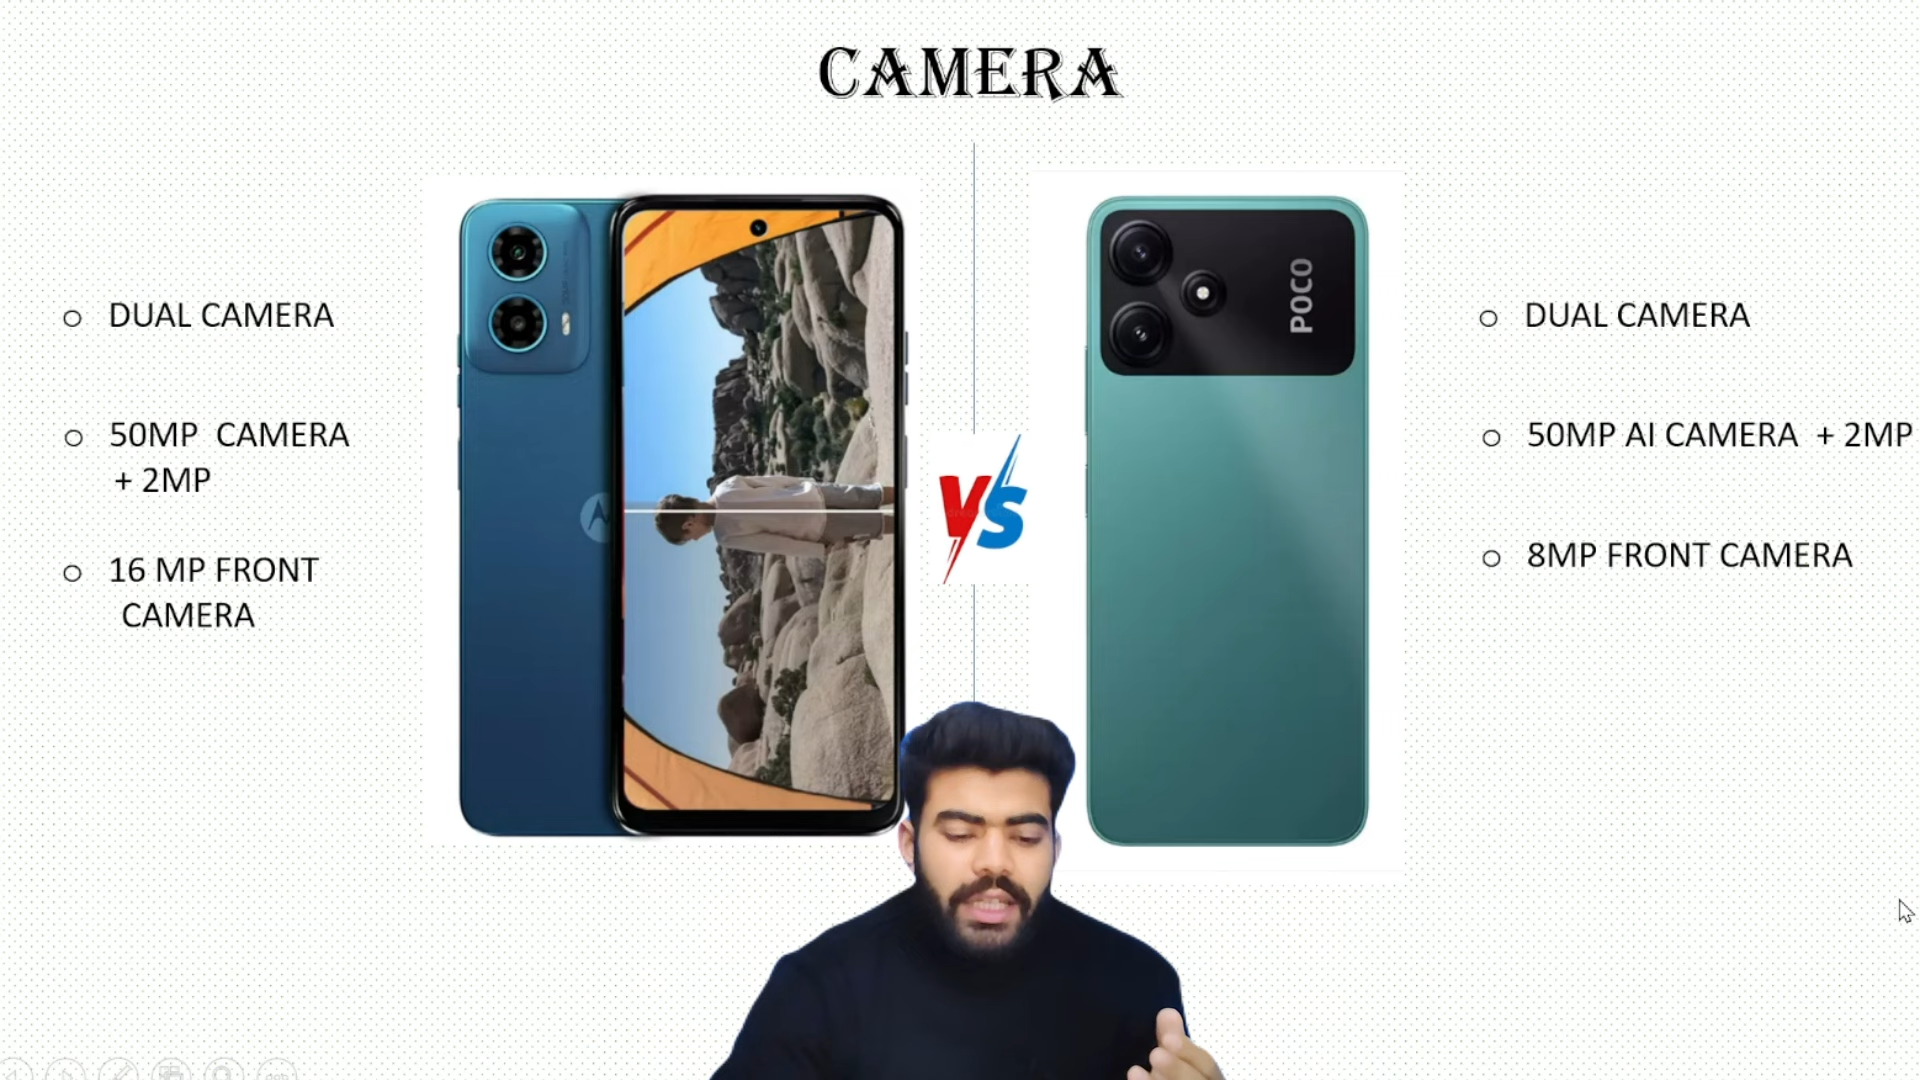 CAMERA
DUAL CAMERA
50MP CAMERA
+ 2MP
16 MP FRONT
CAMERA
POCO
VS
DUAL CAMERA
50MP AI CAMERA + 2MP
8MP FRONT CAMERA